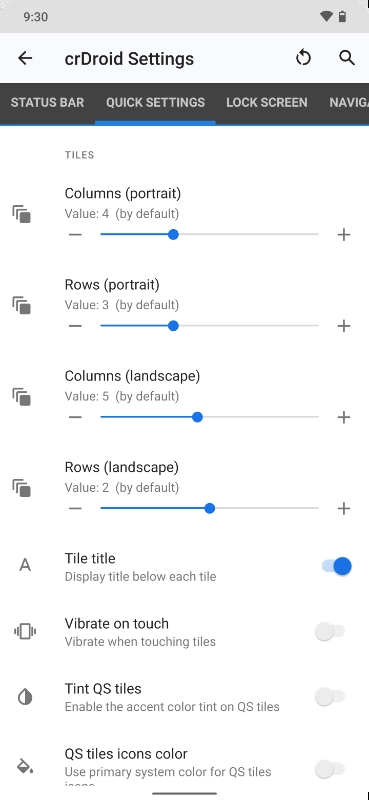 9:30
crDroid Settings
STATUS BAR QUICK SETTINGS LOCK SCREEN NAVIGA
TILES
Columns (portrait)
Value: 4 (by default)
Rows (portrait)
Value: 3 (by default)
Columns (landscape)
Value: 5 (by default)
Rows (landscape)
Value: 2 (by default)
A
Tile title
Display title below each tile
Vibrate on touch
Vibrate when touching tiles
Tint QS tiles
Enable the accent color tint on QS tiles
QS tiles icons color
Use primary system color for QS tiles
icons